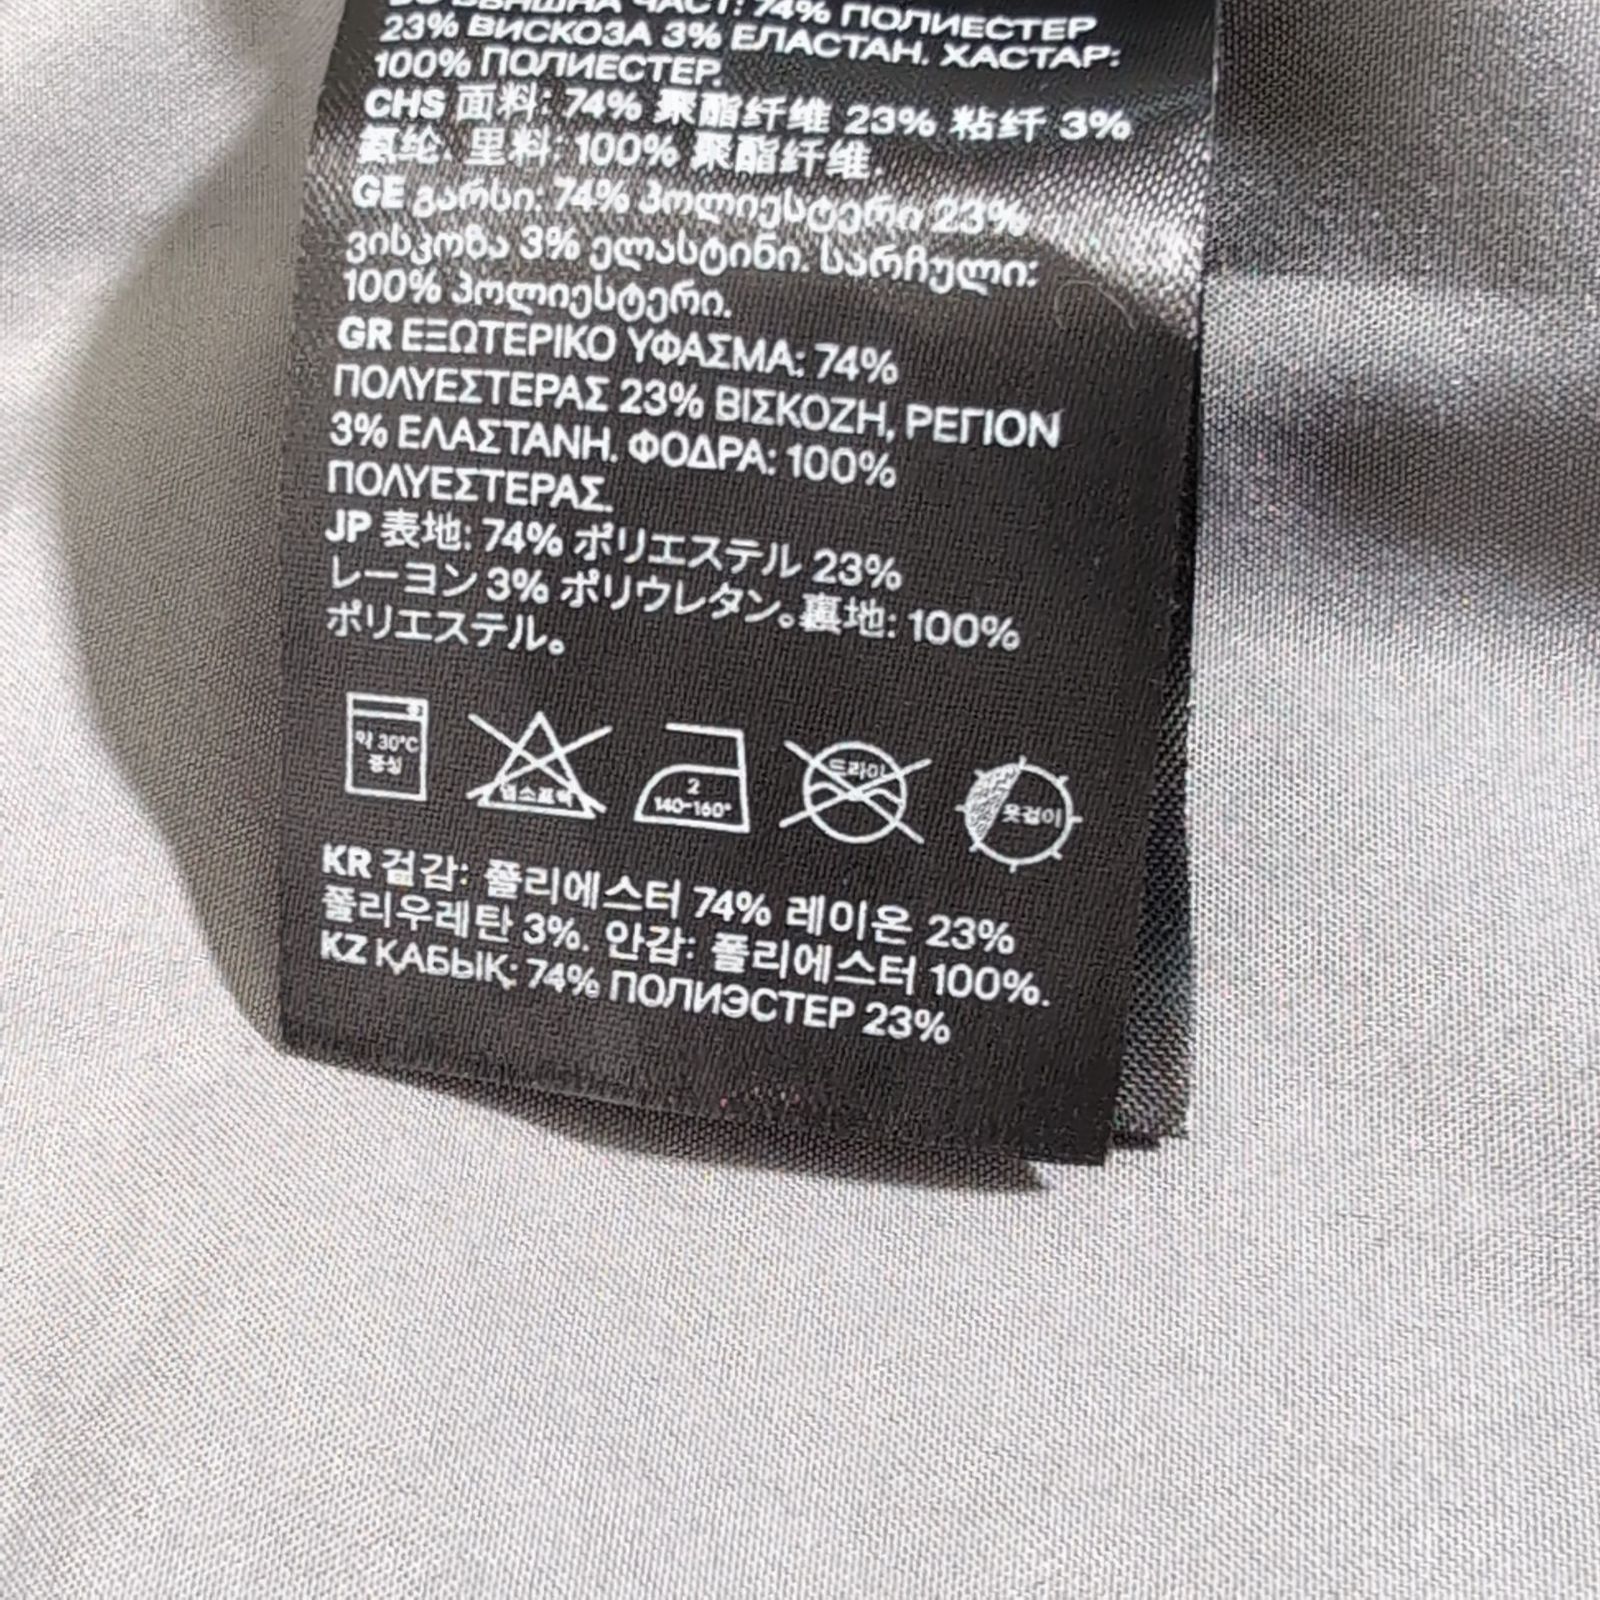 ВЪНШНА ЧАСТ: 74% ПОЛИЕСТЕР
23% ВИСКОЗА 3% ЕЛАСТАН. ХАСТАР:
100% ПОЛИЕСТЕР.
CHS 面料: 74% 聚酯纤维 23% 粘纤 3%
氨纶. 里料: 100% 聚酯纤维.
GE გარსი: 74% პოლიესტერი 23%
ვისკოზა 3% ელასტინი. სარჩული:
100% პოლიესტერი.
GR ΕΞΩΤΕΡΙΚΟ ΥΦΑΣΜΑ: 74%
ΠΟΛΥΕΣΤΕΡΑΣ 23% ΒΙΣΚΟΖΗ, ΡΕΓΙΟΝ
3% ΕΛΑΣΤΑΝΗ. ΦΟΔΡΑ: 100%
ΠΟΛΥΕΣΤΕΡΑΣ.
JP 表地: 74% ポリエステル 23%
レーヨン 3% ポリウレタン。裏地: 100%
ポリエステル。
약 30°C
중성
드라이
2
140-160°
옷걸이
KR 겉감: 폴리에스터 74% 레이온 23%
폴리우레탄 3%. 안감: 폴리에스터 100%.
KZ ҚАБЫҚ: 74% ПОЛИЭСТЕР 23%